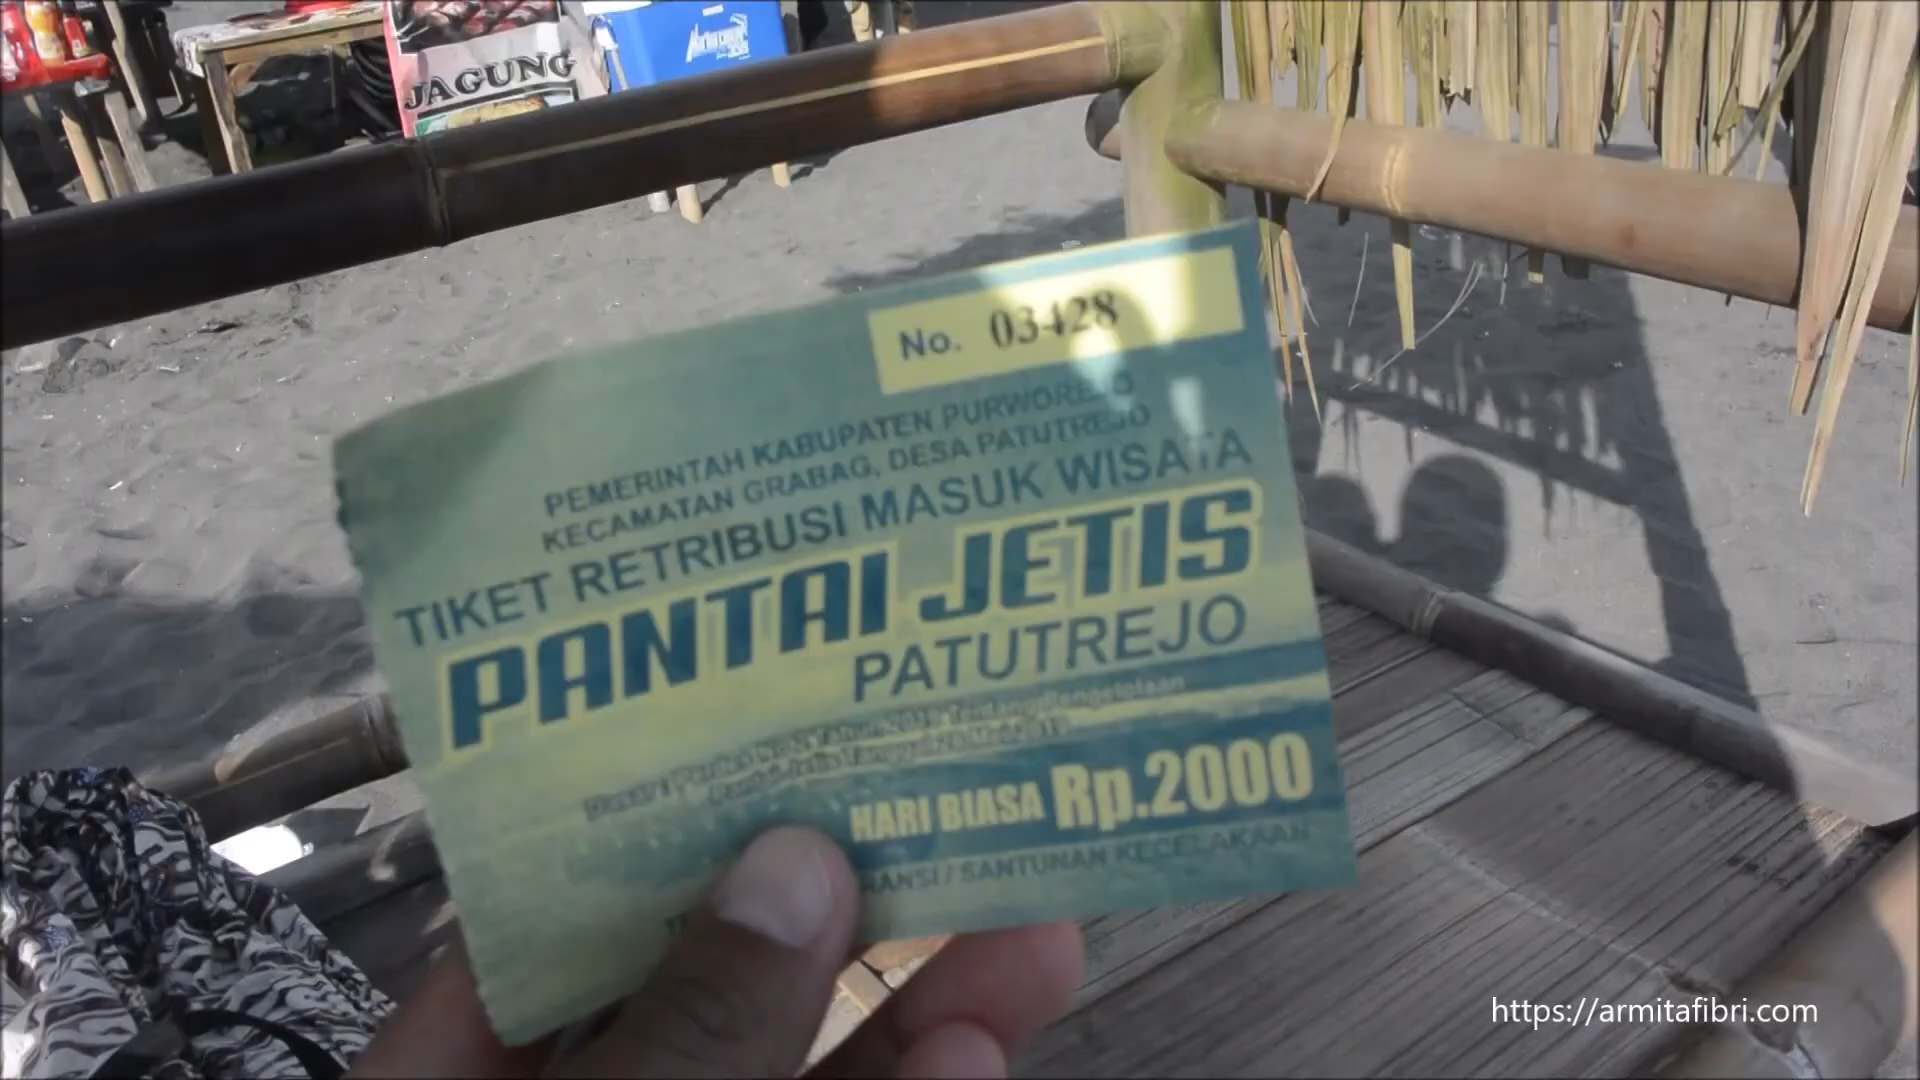 JAGUNG
No. 03428
PEMERINTAH KABUPATEN PURWOREJO
KECAMATAN GRABAG, DESA PATUTREJO
TIKET RETRIBUSI MASUK WISATA
PANTAI JETIS
PATUTREJO
HARI BIASA Rp.2000
SANTUNAN KECELAKAAN
https://armitafibri.com